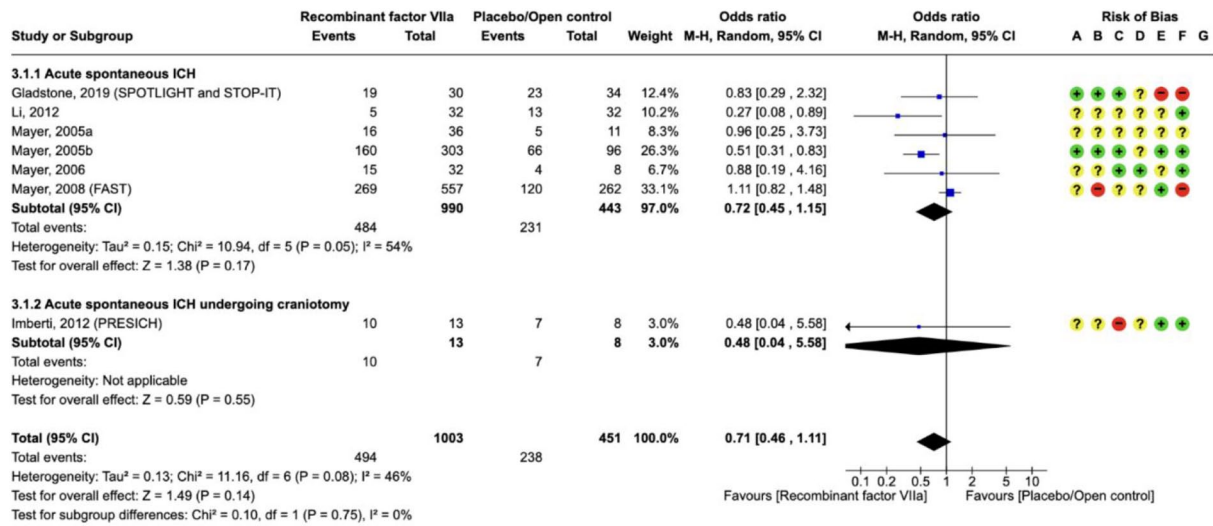 Recombinant factor VIIa Placebo/Open control Odds ratio Odds ratio Risk of Bias
Study or Subgroup Events Total Events Total Weight M-H, Random, 95% CI M-H, Random, 95% CI A B C D E F G
3.1.1 Acute spontaneous ICH
Gladstone, 2019 (SPOTLIGHT and STOP-IT) 19 30 23 34 12.4% 0.83 [0.29 , 2.32] + + + ? − −
Li, 2012 5 32 13 32 10.2% 0.27 [0.08 , 0.89] ? ? ? ? ? +
Mayer, 2005a 16 36 5 11 8.3% 0.96 [0.25 , 3.73] ? ? ? ? ? ?
Mayer, 2005b 160 303 66 96 26.3% 0.51 [0.31 , 0.83] + + + ? + +
Mayer, 2006 15 32 4 8 6.7% 0.88 [0.19 , 4.16] ? ? + + ? +
Mayer, 2008 (FAST) 269 557 120 262 33.1% 1.11 [0.82 , 1.48] ? − ? ? + −
Subtotal (95% CI) 990 443 97.0% 0.72 [0.45 , 1.15]
Total events: 484 231
Heterogeneity: Tau² = 0.15; Chi² = 10.94, df = 5 (P = 0.05); I² = 54%
Test for overall effect: Z = 1.38 (P = 0.17)
3.1.2 Acute spontaneous ICH undergoing craniotomy
Imberti, 2012 (PRESICH) 10 13 7 8 3.0% 0.48 [0.04 , 5.58] ? ? − ? + +
Subtotal (95% CI) 13 8 3.0% 0.48 [0.04 , 5.58]
Total events: 10 7
Heterogeneity: Not applicable
Test for overall effect: Z = 0.59 (P = 0.55)
Total (95% CI) 1003 451 100.0% 0.71 [0.46 , 1.11]
Total events: 494 238
Heterogeneity: Tau² = 0.13; Chi² = 11.16, df = 6 (P = 0.08); I² = 46%
0.1 0.2 0.5 1 2 5 10
Test for overall effect: Z = 1.49 (P = 0.14)
Favours [Recombinant factor VIIa] Favours [Placebo/Open control]
Test for subgroup differences: Chi² = 0.10, df = 1 (P = 0.75), I² = 0%